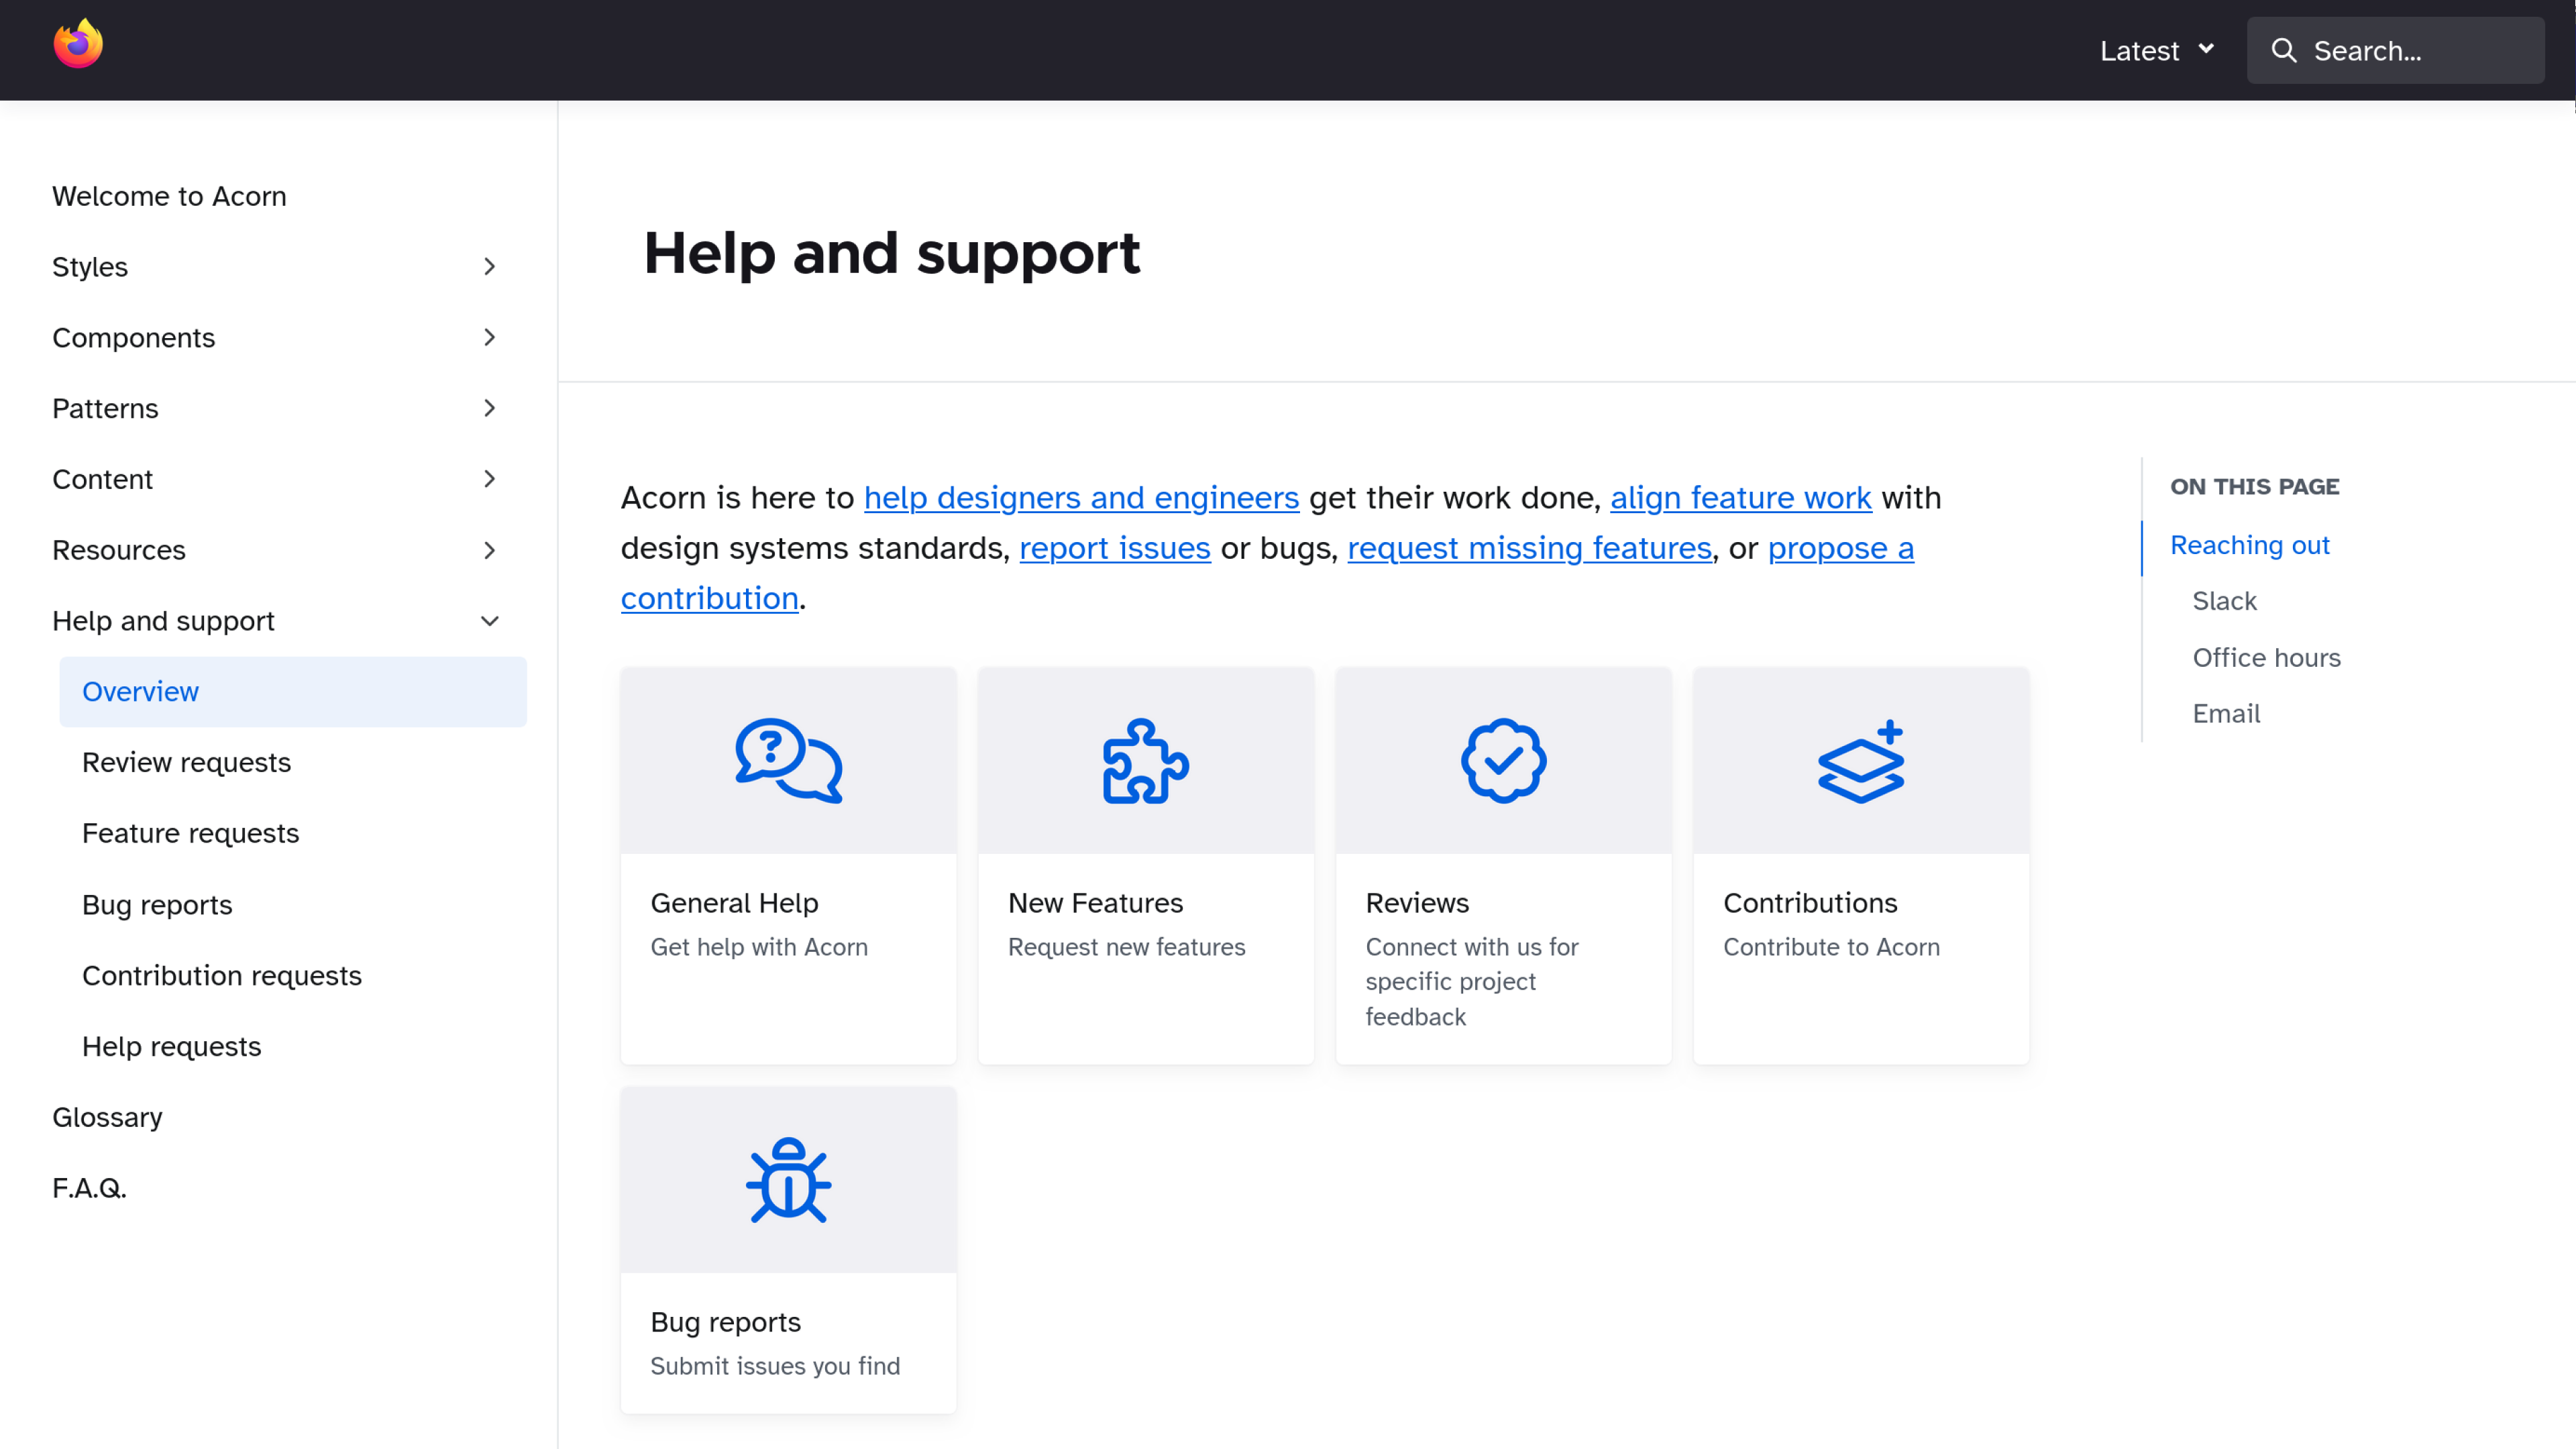 Latest
Search...
Welcome to Acorn
Styles
Components
Patterns
Content
Resources
Help and support
Overview
Review requests
Feature requests
Bug reports
Contribution requests
Help requests
Glossary
F.A.Q.
Help and support
Acorn is here to help designers and engineers get their work done, align feature work with
design systems standards, report issues or bugs, request missing features, or propose a
contribution.
General Help
Get help with Acorn
New Features
Request new features
Reviews
Connect with us for
specific project
feedback
Contributions
Contribute to Acorn
Bug reports
Submit issues you find
ON THIS PAGE
Reaching out
Slack
Office hours
Email